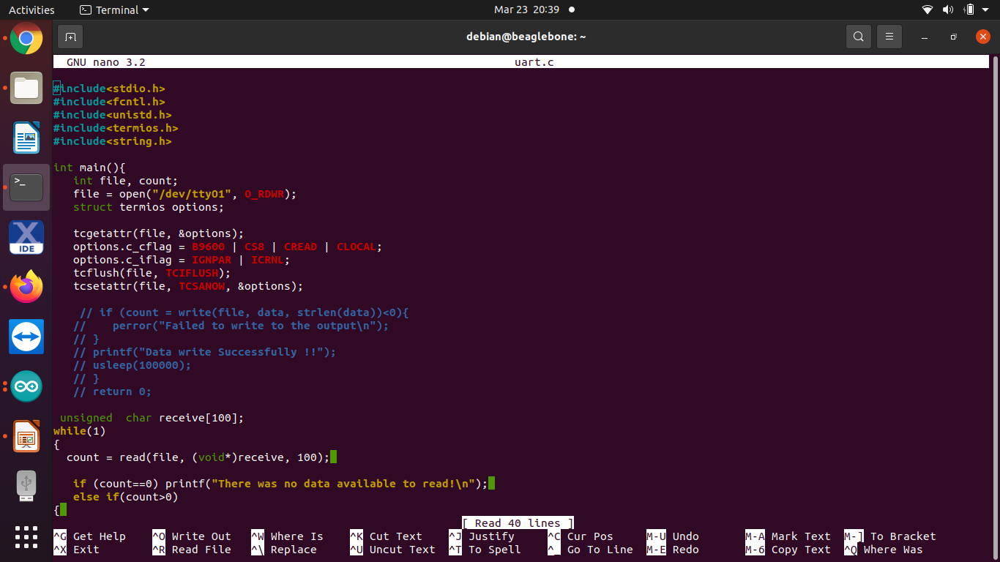 Activities Terminal Mar 23 20:39
debian@beaglebone: ~
GNU nano 3.2 uart.c
#include<stdio.h>
#include<fcntl.h>
#include<unistd.h>
#include<termios.h>
#include<string.h>
int main(){
int file, count;
file = open("/dev/ttyO1", O_RDWR);
struct termios options;
tcgetattr(file, &options);
options.c_cflag = B9600 | CS8 | CREAD | CLOCAL;
options.c_iflag = IGNPAR | ICRNL;
tcflush(file, TCIFLUSH);
tcsetattr(file, TCSANOW, &options);
// if (count = write(file, data, strlen(data))<0){
// perror("Failed to write to the output\n");
// }
// printf("Data write Successfully !!");
// usleep(100000);
// }
// return 0;
unsigned char receive[100];
while(1)
{
count = read(file, (void*)receive, 100);
if (count==0) printf("There was no data available to read!\n");
else if(count>0)
{
[ Read 40 lines ]
^G Get Help ^O Write Out ^W Where Is ^K Cut Text ^J Justify ^C Cur Pos M-U Undo M-A Mark Text M-] To Bracket
^X Exit ^R Read File ^\ Replace ^U Uncut Text ^T To Spell ^_ Go To Line M-E Redo M-6 Copy Text ^Q Where Was
>_
X
IDE